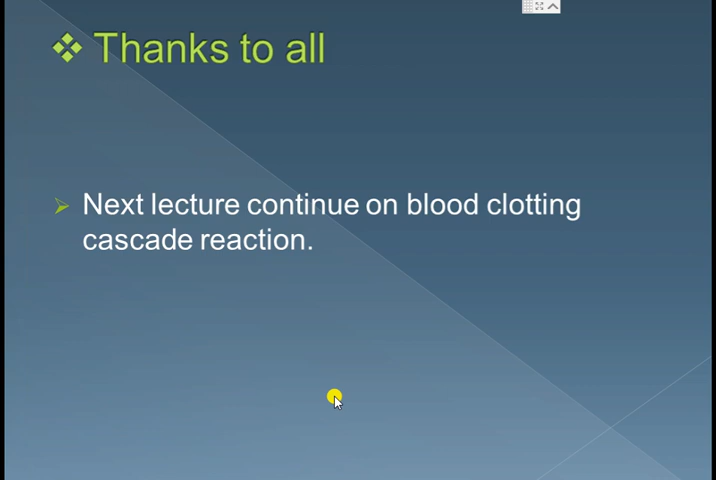 Thanks to all
Next lecture continue on blood clotting
cascade reaction.